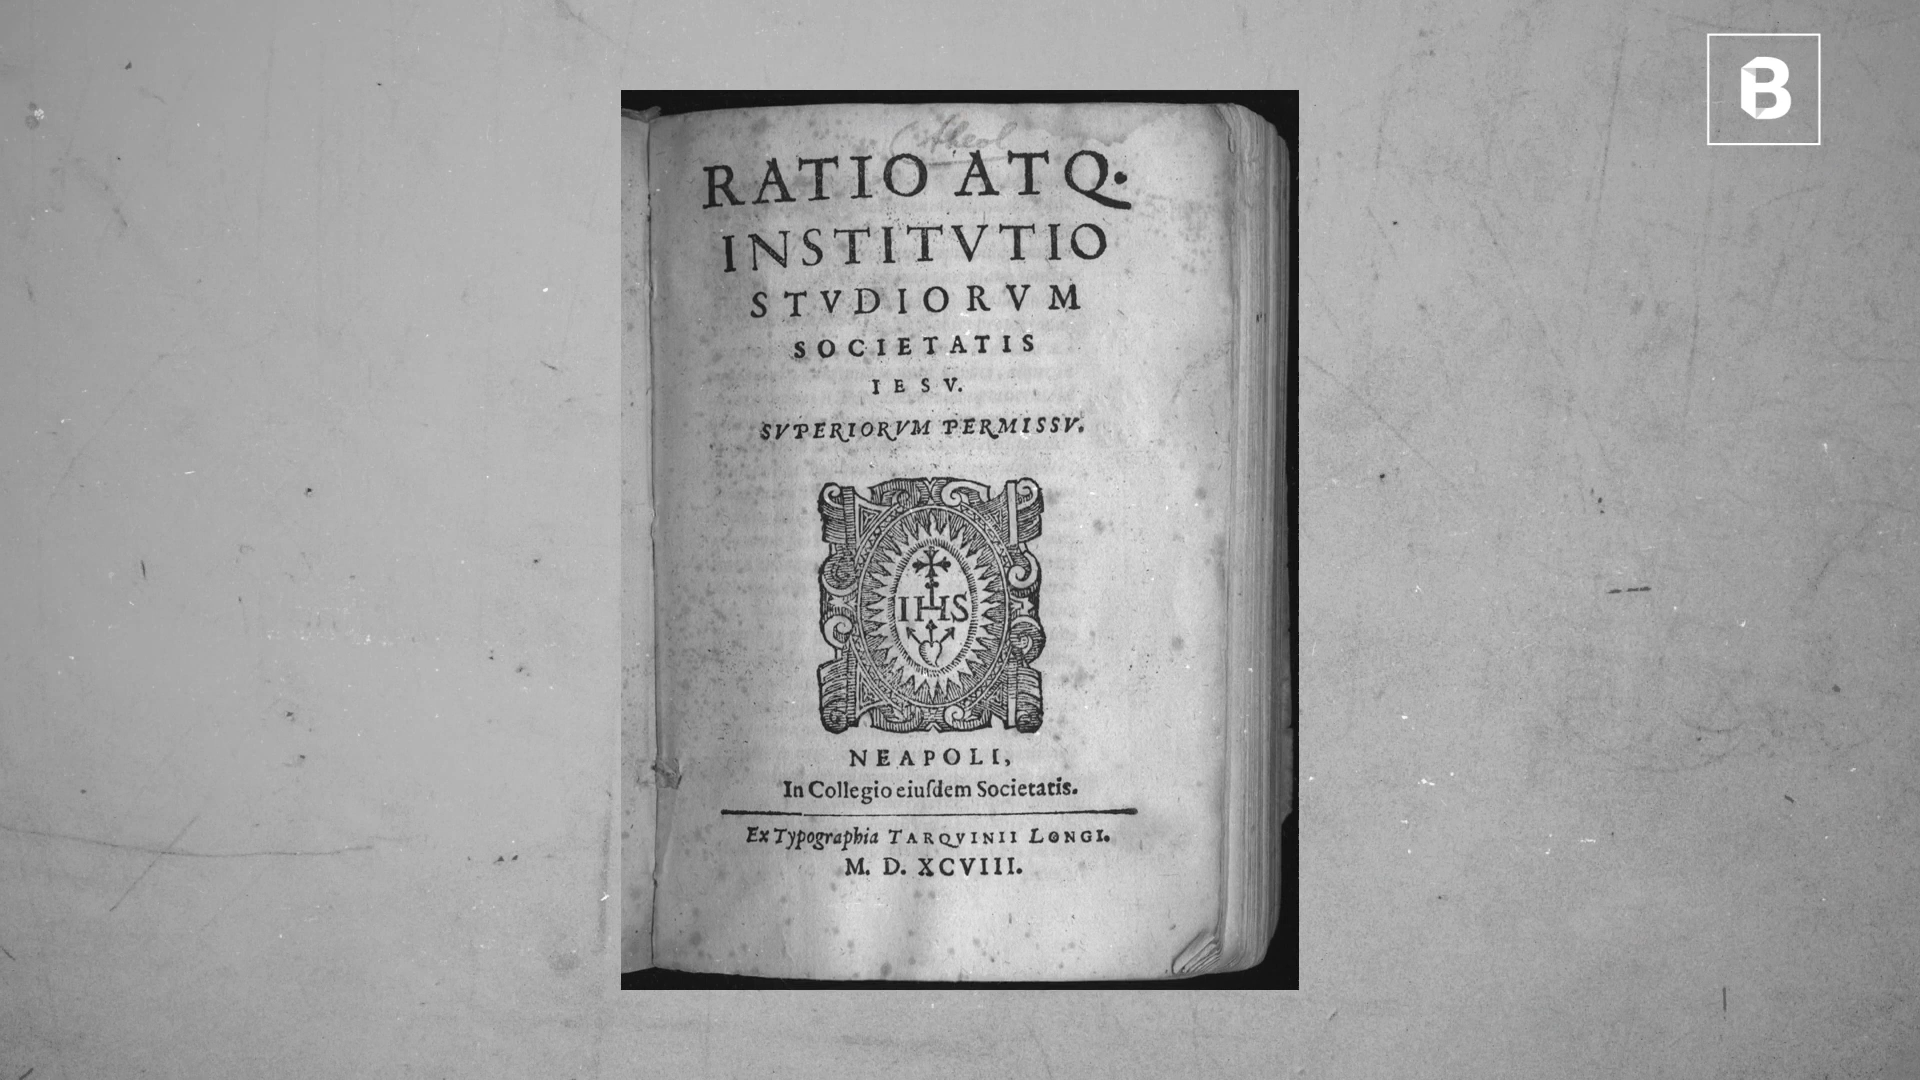 theol
RATIO ATQ.
INSTITVTIO
STVDIORVM
SOCIETATIS
IESV.
SVPERIORVM PERMISSV.
IHS
NEAPOLI,
In Collegio eiuſdem Societatis.
Ex Typographia TARQVINII LONGI.
M. D. XCVIII.
B